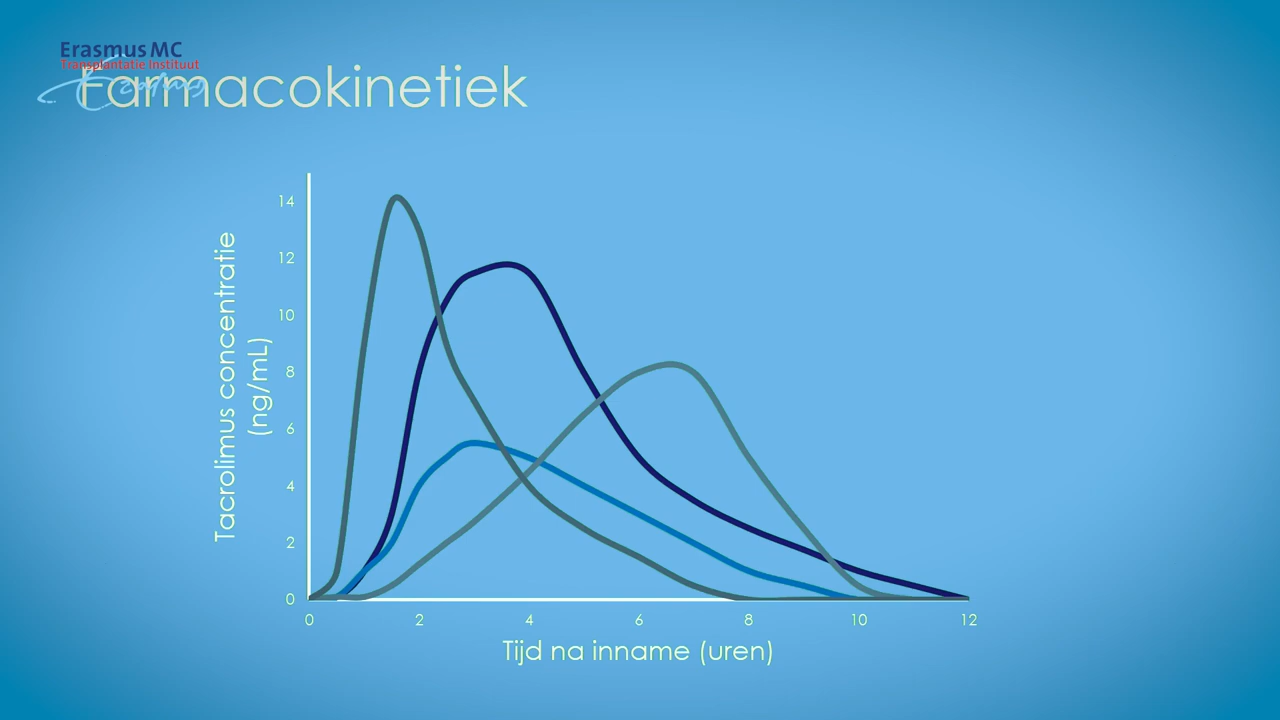 Erasmus MC
Transplantatie Instituut
Farmacokinetiek
Tacrolimus concentratie
(ng/mL)
14
12
10
8
6
4
2
0
0 2 4 6 8 10 12
Tijd na inname (uren)